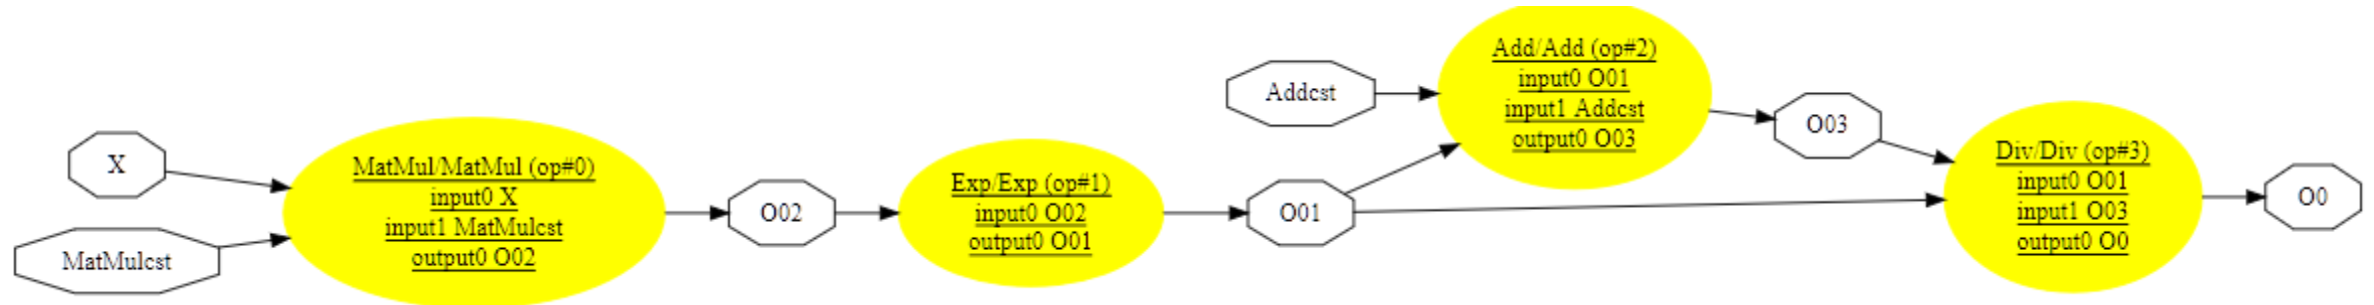 X
MatMulcst
MatMul/MatMul (op#0)
input0 X
input1 MatMulcst
output0 O02
O02
Exp/Exp (op#1)
input0 O02
output0 O01
O01
Addcst
Add/Add (op#2)
input0 O01
input1 Addcst
output0 O03
O03
Div/Div (op#3)
input0 O01
input1 O03
output0 O0
O0